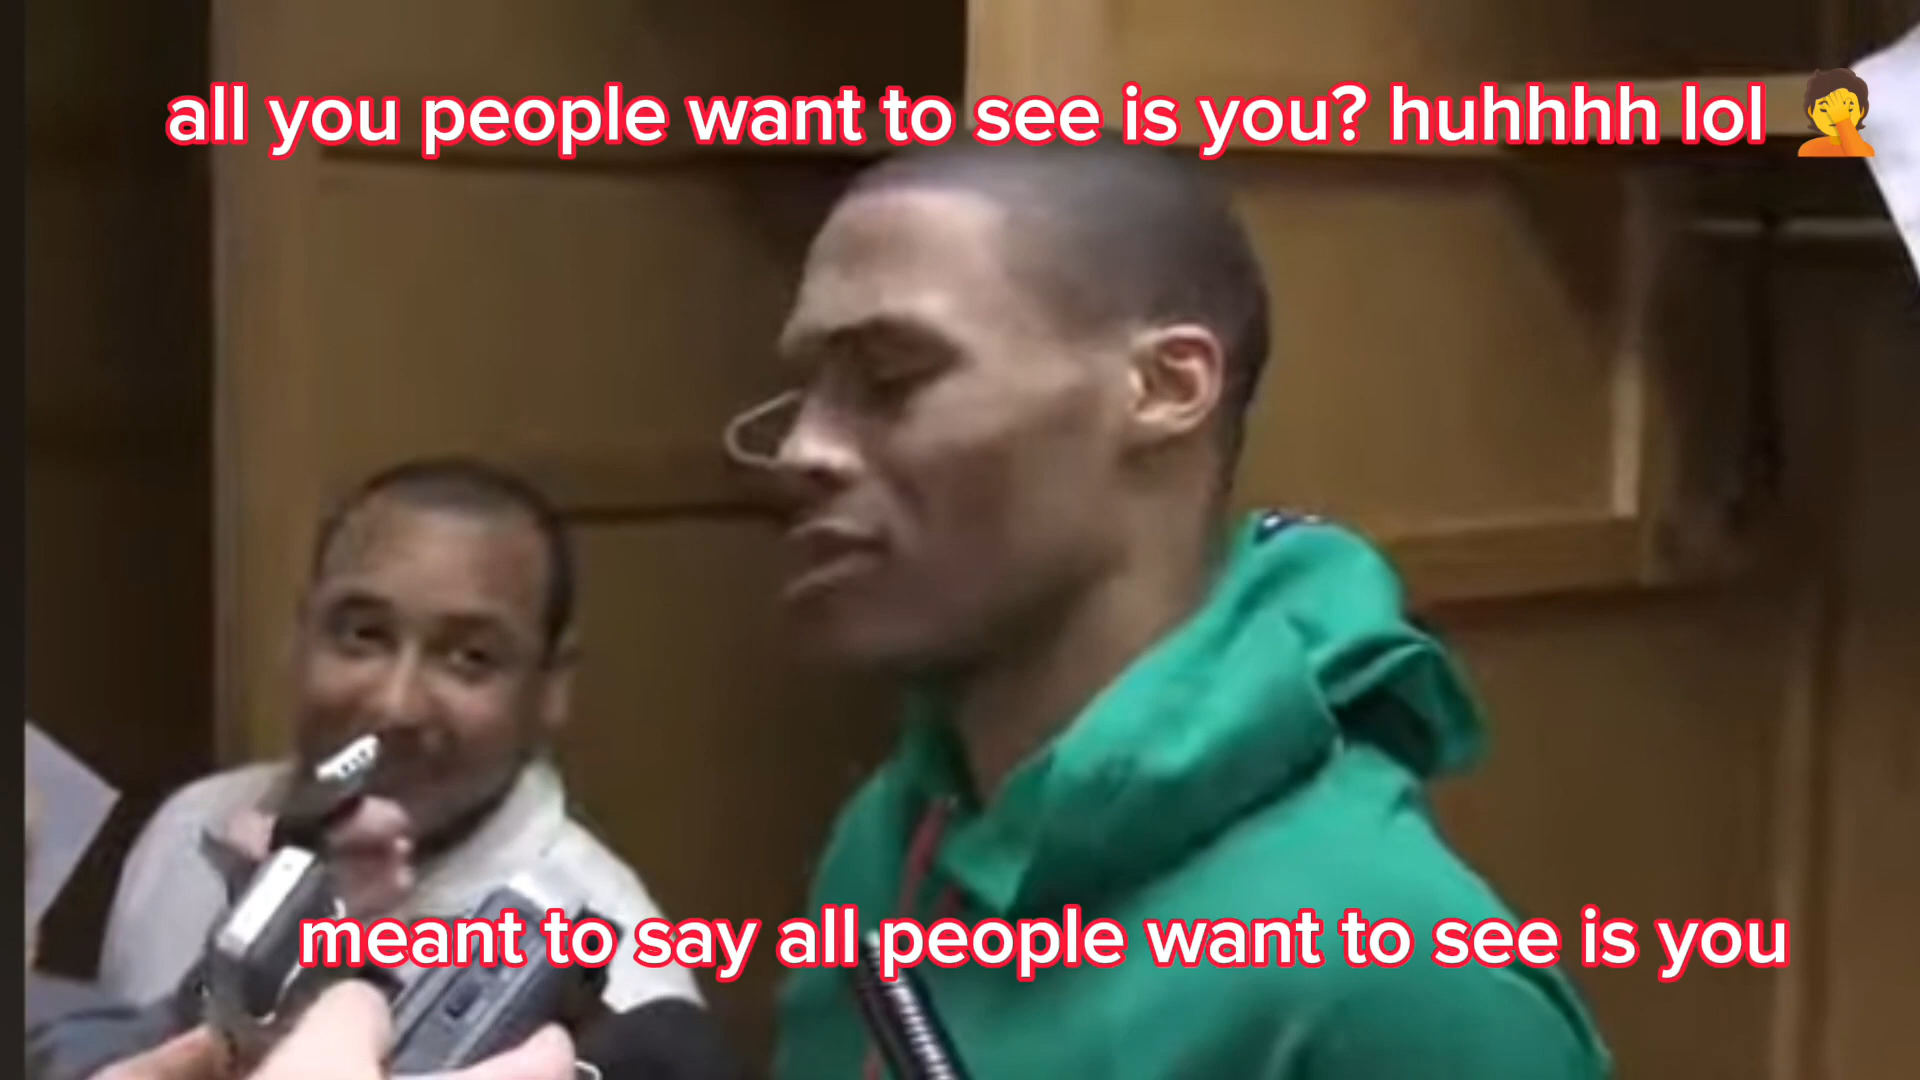 all you people want to see is you? huhhhh lol 🤦
meant to say all people want to see is you